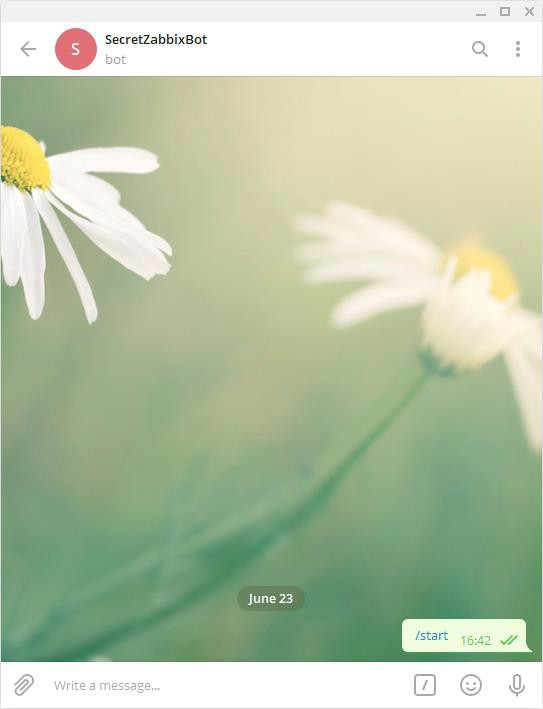 S
SecretZabbixBot
bot
June 23
/start 16:42
Write a message...